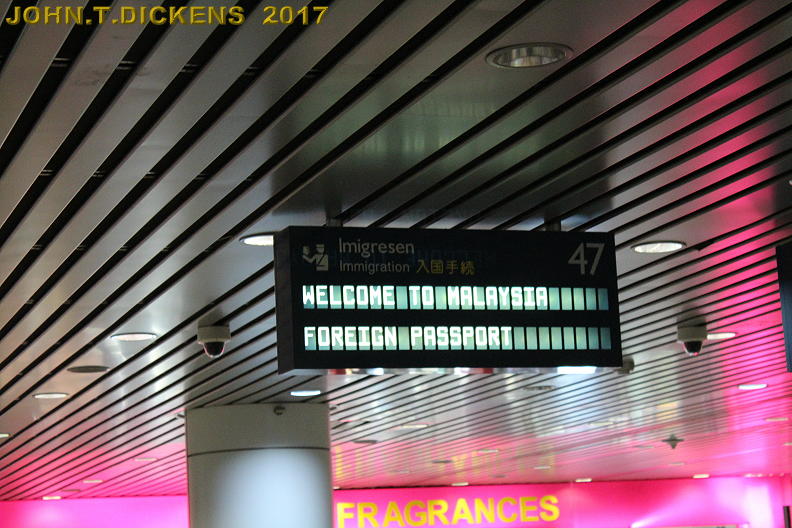 JOHN.T.DICKENS 2017
Imigresen
Immigration 入国手続
47
WELCOME TO MALAYSIA
FOREIGN PASSPORT
FRAGRANCES